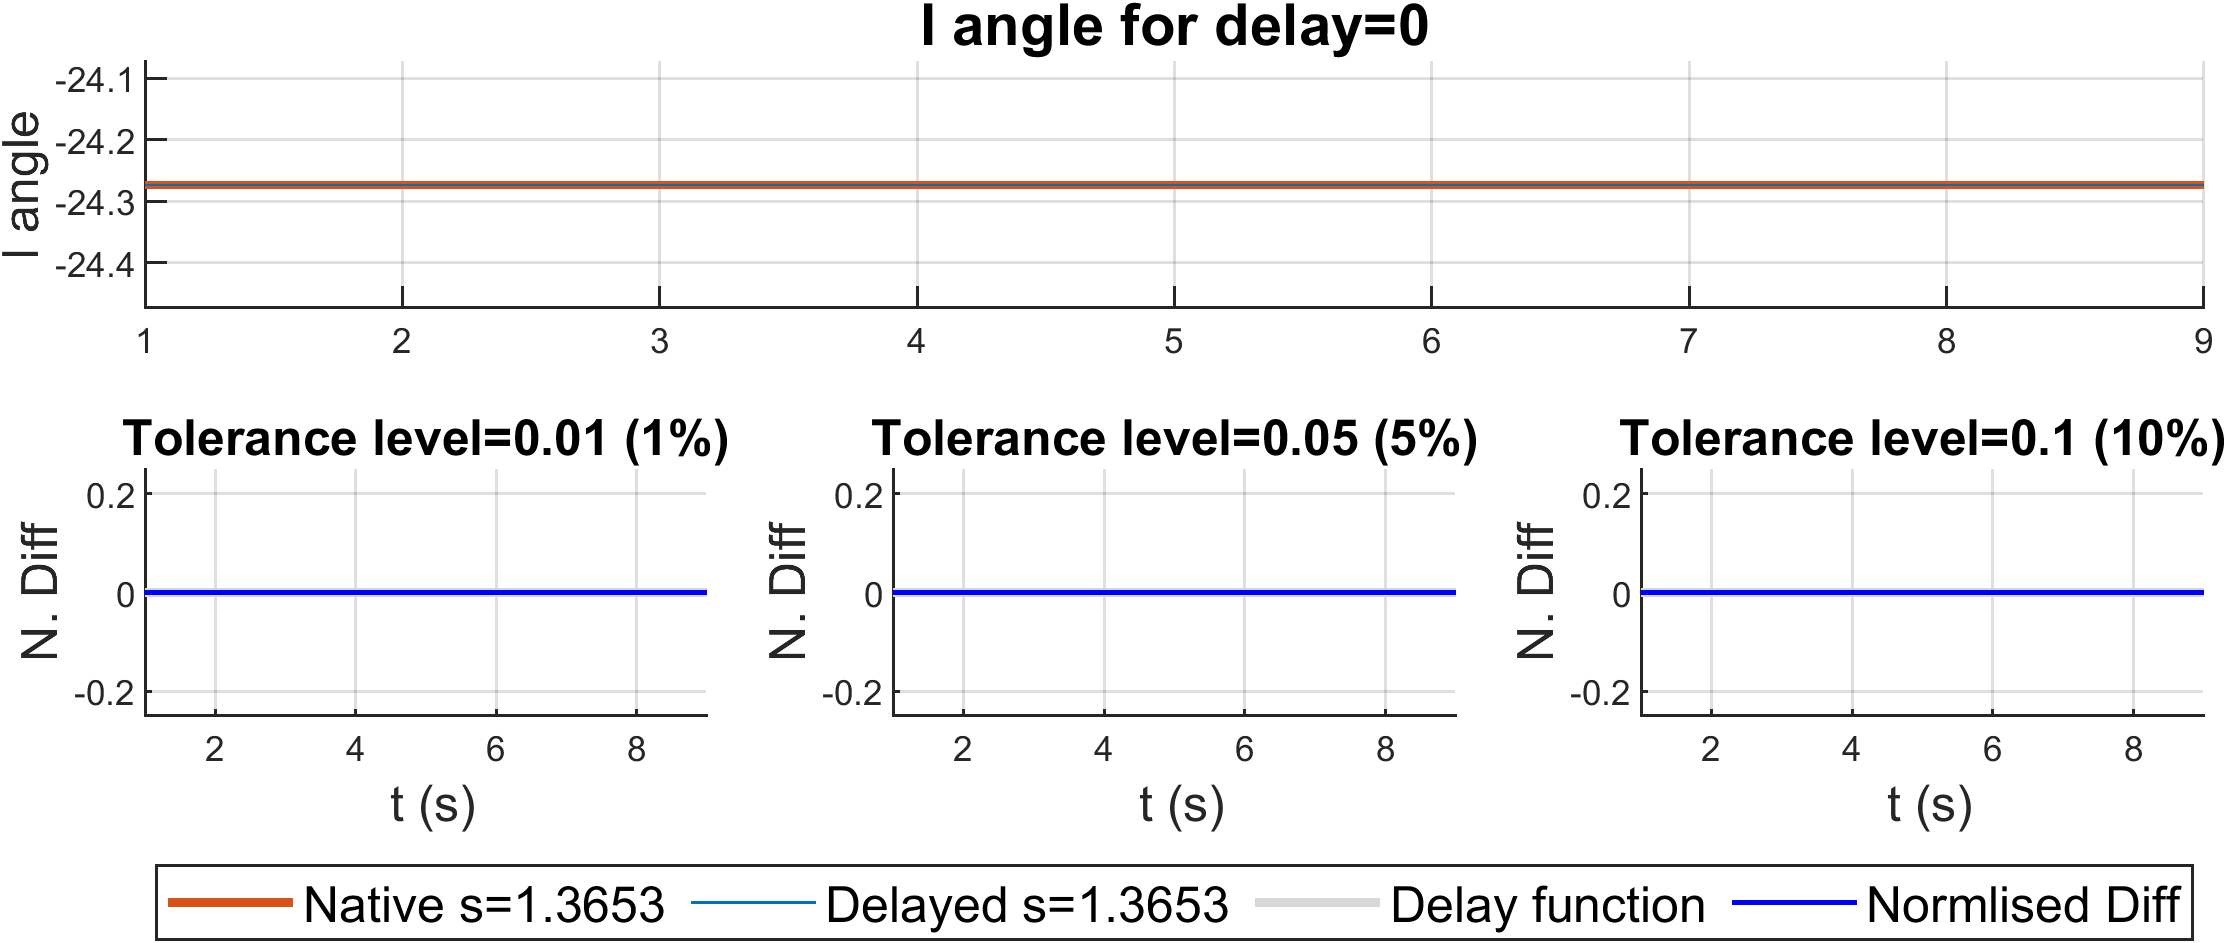 I angle for delay=0
I angle
-24.1
-24.2
-24.3
-24.4
1 2 3 4 5 6 7 8 9
Tolerance level=0.01 (1%)
N. Diff
0.2
0
-0.2
2 4 6 8
t (s)
Tolerance level=0.05 (5%)
N. Diff
0.2
0
-0.2
2 4 6 8
t (s)
Tolerance level=0.1 (10%)
N. Diff
0.2
0
-0.2
2 4 6 8
t (s)
Native s=1.3653 Delayed s=1.3653 Delay function Normlised Diff